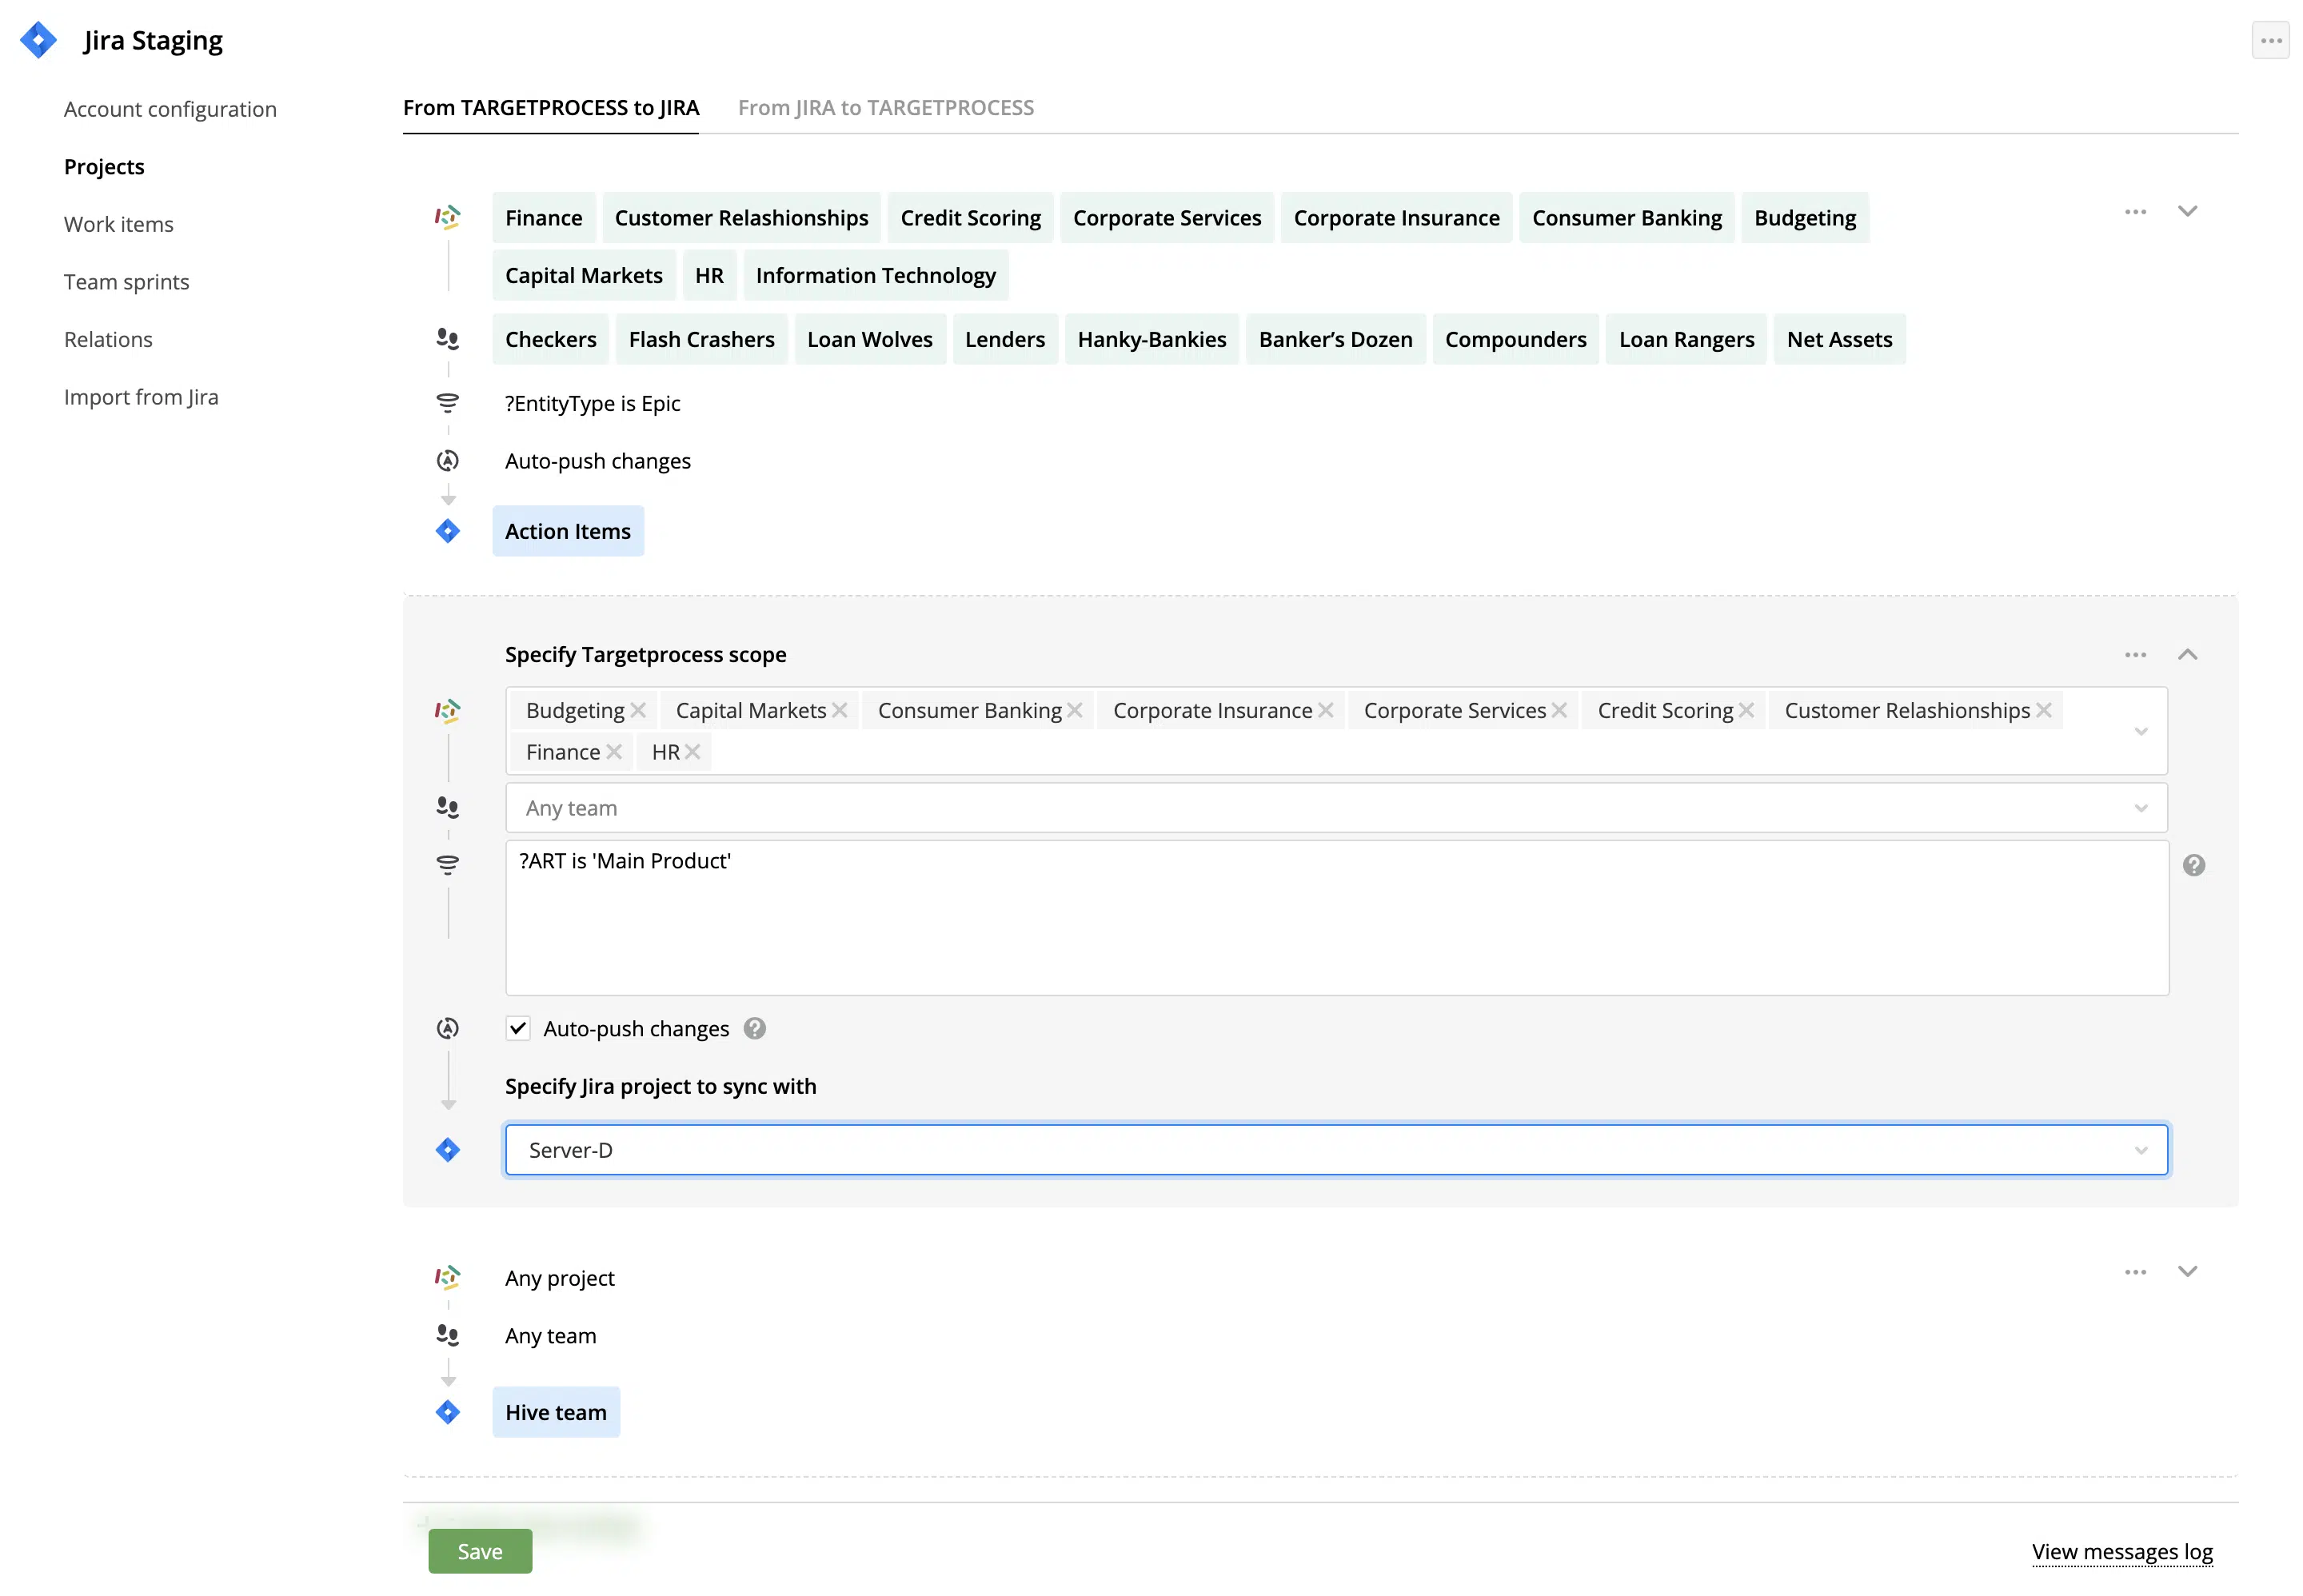 Jira Staging
Account configuration
Projects
Work items
Team sprints
Relations
Import from Jira
From TARGETPROCESS to JIRA From JIRA to TARGETPROCESS
Finance Customer Relashionships Credit Scoring Corporate Services Corporate Insurance Consumer Banking Budgeting
Capital Markets HR Information Technology
Checkers Flash Crashers Loan Wolves Lenders Hanky-Bankies Banker’s Dozen Compounders Loan Rangers Net Assets
?EntityType is Epic
Auto-push changes
Action Items
Specify Targetprocess scope
Budgeting Capital Markets Consumer Banking Corporate Insurance Corporate Services Credit Scoring Customer Relashionships
Finance HR
Any team
?ART is 'Main Product'
Auto-push changes
Specify Jira project to sync with
Server-D
Any project
Any team
Hive team
Save View messages log